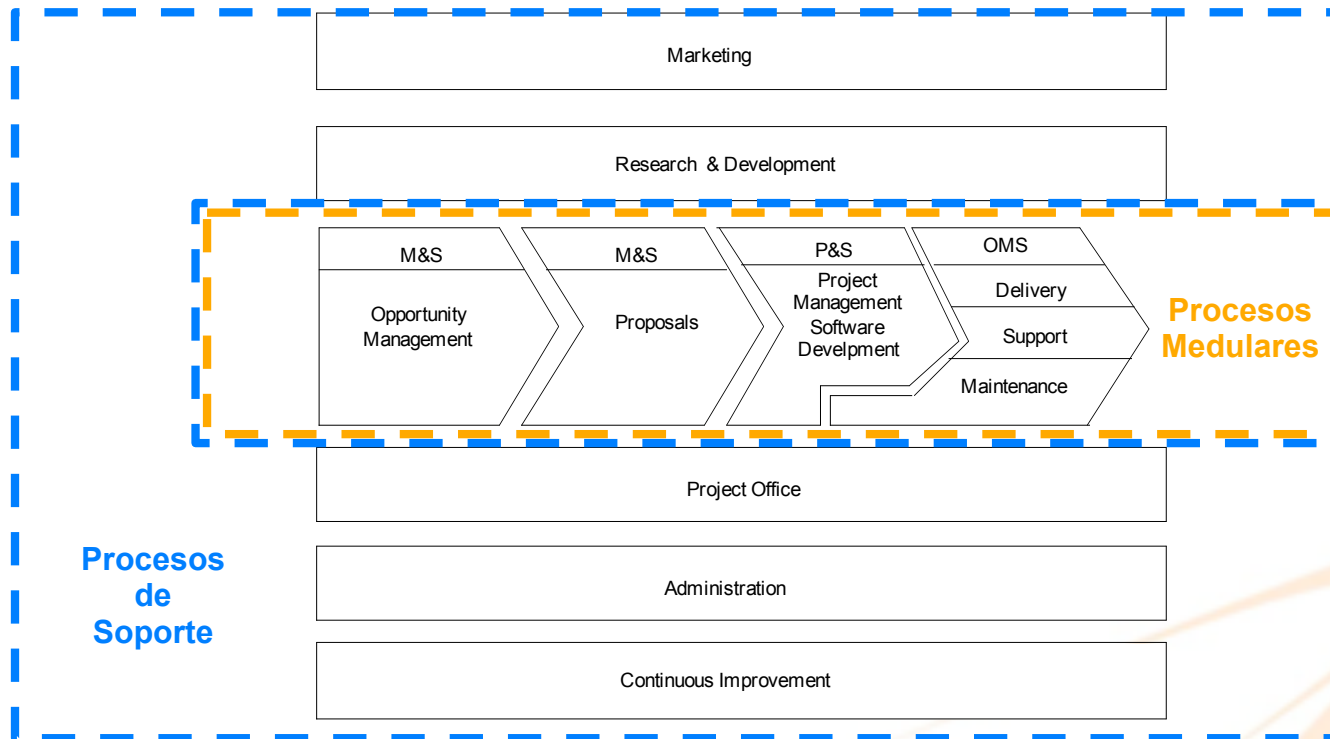 Marketing
Research & Development
M&S
Opportunity
Management
M&S
Proposals
P&S
Project
Management
Software
Develpment
OMS
Delivery
Support
Maintenance
Procesos
Medulares
Project Office
Procesos
de
Soporte
Administration
Continuous Improvement